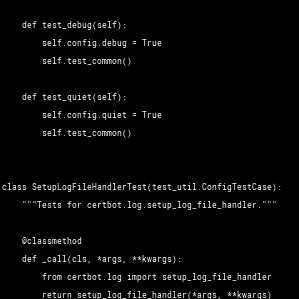 def test_debug(self):
self.config.debug = True
self.test_common()
def test_quiet(self):
self.config.quiet = True
self.test_common()
class SetupLogFileHandlerTest(test_util.ConfigTestCase):
"""Tests for certbot.log.setup_log_file_handler."""
@classmethod
def _call(cls, *args, **kwargs):
from certbot.log import setup_log_file_handler
return setup_log_file_handler(*args, **kwargs)